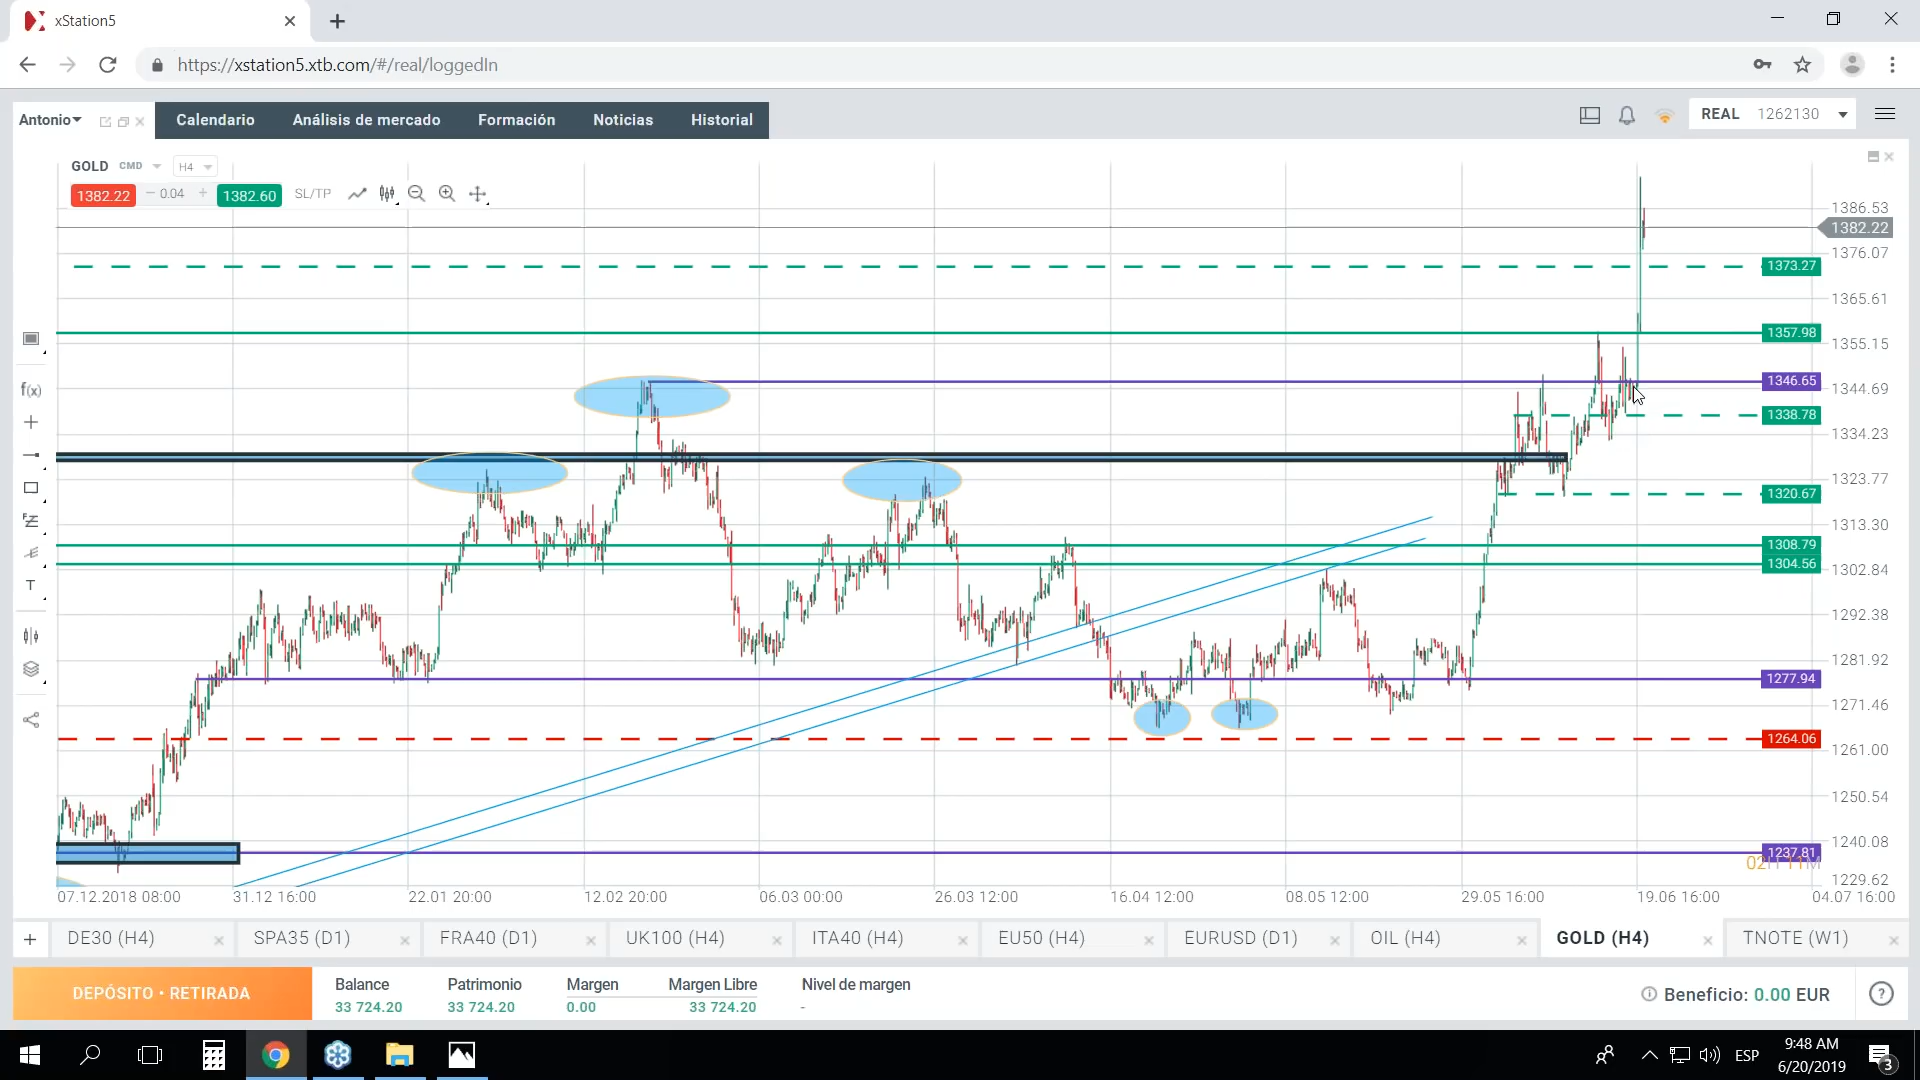 xStation5
https://xstation5.xtb.com/#/real/loggedIn
Antonio
Calendario Análisis de mercado Formación Noticias Historial
REAL 1262130
GOLD CMD H4
1382.22 0.04 1382.60 SL/TP
1386.53
1382.22
1376.07
1373.27
1365.61
1357.98
1355.15
1346.65
1344.69
1338.78
1334.23
1323.77
1320.67
1313.30
1308.79
1304.56
1302.84
1292.38
1281.92
1277.94
1271.46
1264.06
1261.00
1250.54
1240.08
1237.81
1229.62
f(x)
T
07.12.2018 08:00 31.12 16:00 22.01 20:00 12.02 20:00 06.03 00:00 26.03 12:00 16.04 12:00 08.05 12:00 29.05 16:00 19.06 16:00 04.07 16:00
DE30 (H4) SPA35 (D1) FRA40 (D1) UK100 (H4) ITA40 (H4) EU50 (H4) EURUSD (D1) OIL (H4) GOLD (H4) TNOTE (W1)
DEPÓSITO • RETIRADA
Balance Patrimonio Margen Margen Libre Nivel de margen
33 724.20 33 724.20 0.00 33 724.20 -
Beneficio: 0.00 EUR
ESP
9:48 AM
6/20/2019
3